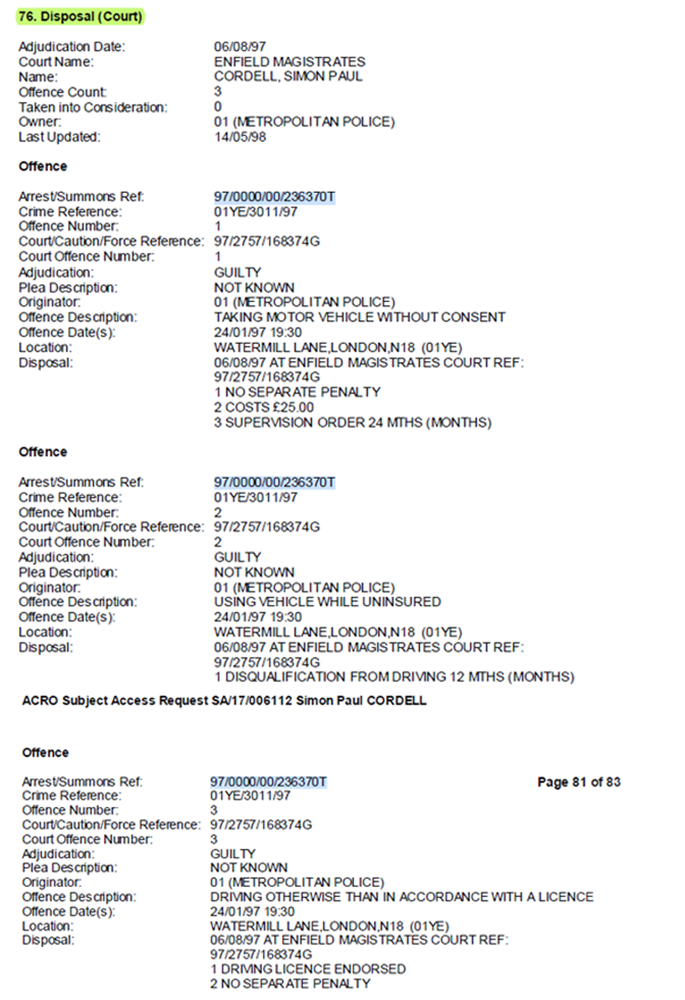 76. Disposal (Court)
Adjudication Date: 06/08/97
Court Name: ENFIELD MAGISTRATES
Name: CORDELL, SIMON PAUL
Offence Count: 3
Taken into Consideration: 0
Owner: 01 (METROPOLITAN POLICE)
Last Updated: 14/05/98
Offence
Arrest/Summons Ref: 97/0000/00/236370T
Crime Reference: 01YE/3011/97
Offence Number: 1
Court/Caution/Force Reference: 97/2757/168374G
Court Offence Number: 1
Adjudication: GUILTY
Plea Description: NOT KNOWN
Originator: 01 (METROPOLITAN POLICE)
Offence Description: TAKING MOTOR VEHICLE WITHOUT CONSENT
Offence Date(s): 24/01/97 19:30
Location: WATERMILL LANE,LONDON,N18 (01YE)
Disposal: 06/08/97 AT ENFIELD MAGISTRATES COURT REF:
97/2757/168374G
1 NO SEPARATE PENALTY
2 COSTS £25.00
3 SUPERVISION ORDER 24 MTHS (MONTHS)
Offence
Arrest/Summons Ref: 97/0000/00/236370T
Crime Reference: 01YE/3011/97
Offence Number: 2
Court/Caution/Force Reference: 97/2757/168374G
Court Offence Number: 2
Adjudication: GUILTY
Plea Description: NOT KNOWN
Originator: 01 (METROPOLITAN POLICE)
Offence Description: USING VEHICLE WHILE UNINSURED
Offence Date(s): 24/01/97 19:30
Location: WATERMILL LANE,LONDON,N18 (01YE)
Disposal: 06/08/97 AT ENFIELD MAGISTRATES COURT REF:
97/2757/168374G
1 DISQUALIFICATION FROM DRIVING 12 MTHS (MONTHS)
ACRO Subject Access Request SA/17/006112 Simon Paul CORDELL
Offence
Arrest/Summons Ref: 97/0000/00/236370T Page 81 of 83
Crime Reference: 01YE/3011/97
Offence Number: 3
Court/Caution/Force Reference: 97/2757/168374G
Court Offence Number: 3
Adjudication: GUILTY
Plea Description: NOT KNOWN
Originator: 01 (METROPOLITAN POLICE)
Offence Description: DRIVING OTHERWISE THAN IN ACCORDANCE WITH A LICENCE
Offence Date(s): 24/01/97 19:30
Location: WATERMILL LANE,LONDON,N18 (01YE)
Disposal: 06/08/97 AT ENFIELD MAGISTRATES COURT REF:
97/2757/168374G
1 DRIVING LICENCE ENDORSED
2 NO SEPARATE PENALTY